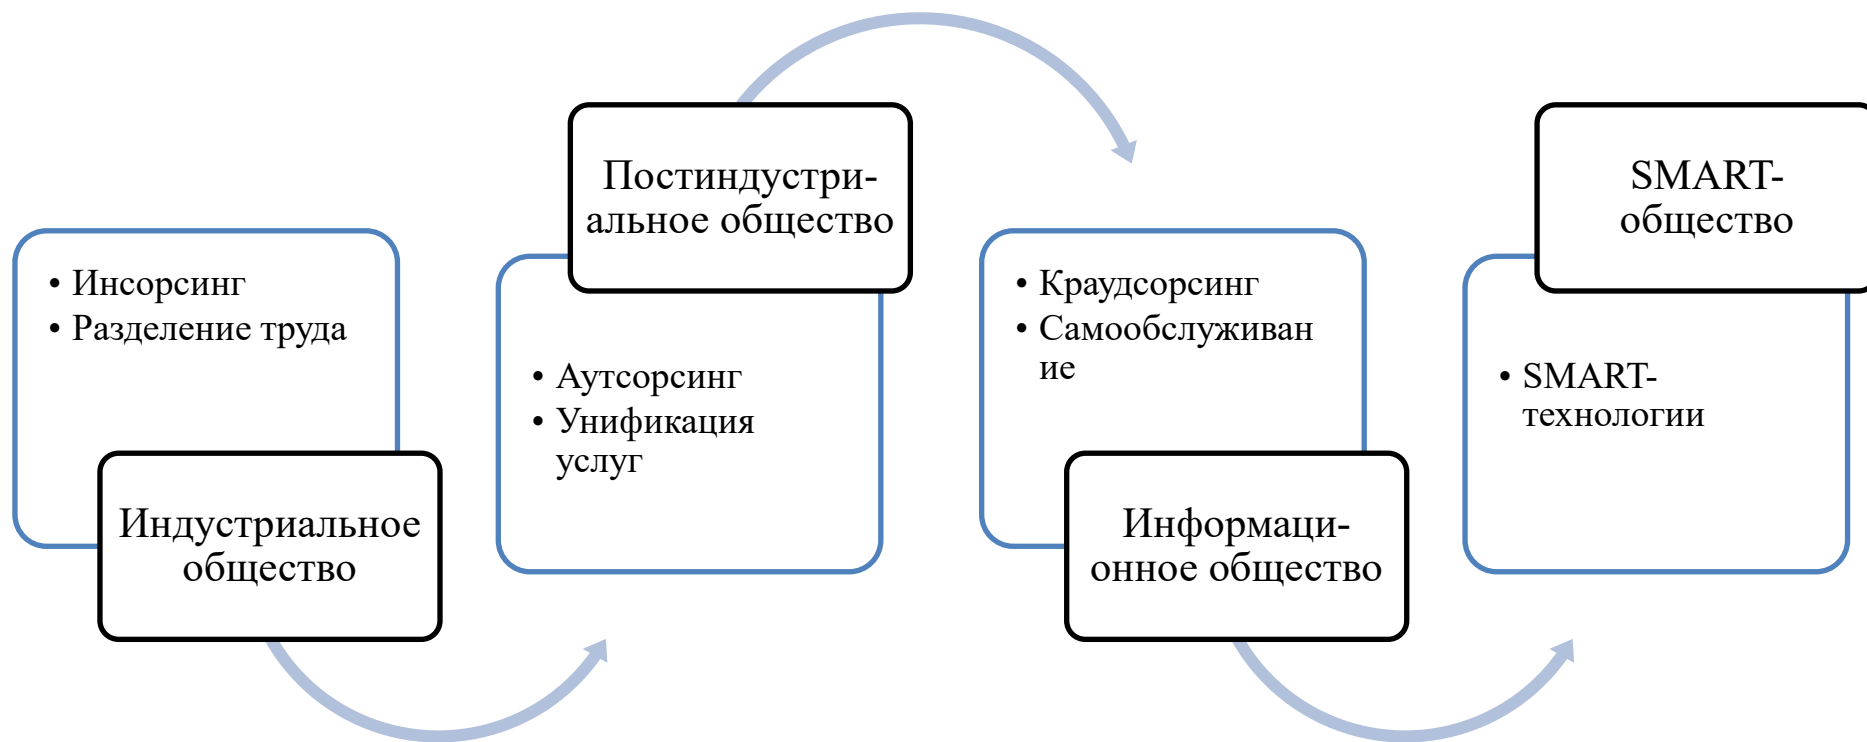 • Инсорсинг
• Разделение труда
Индустриальное
общество
Постиндустри-
альное общество
• Аутсорсинг
• Унификация
услуг
• Краудсорсинг
• Самообслуживан
ие
Информаци-
онное общество
SMART-
общество
• SMART-
технологии